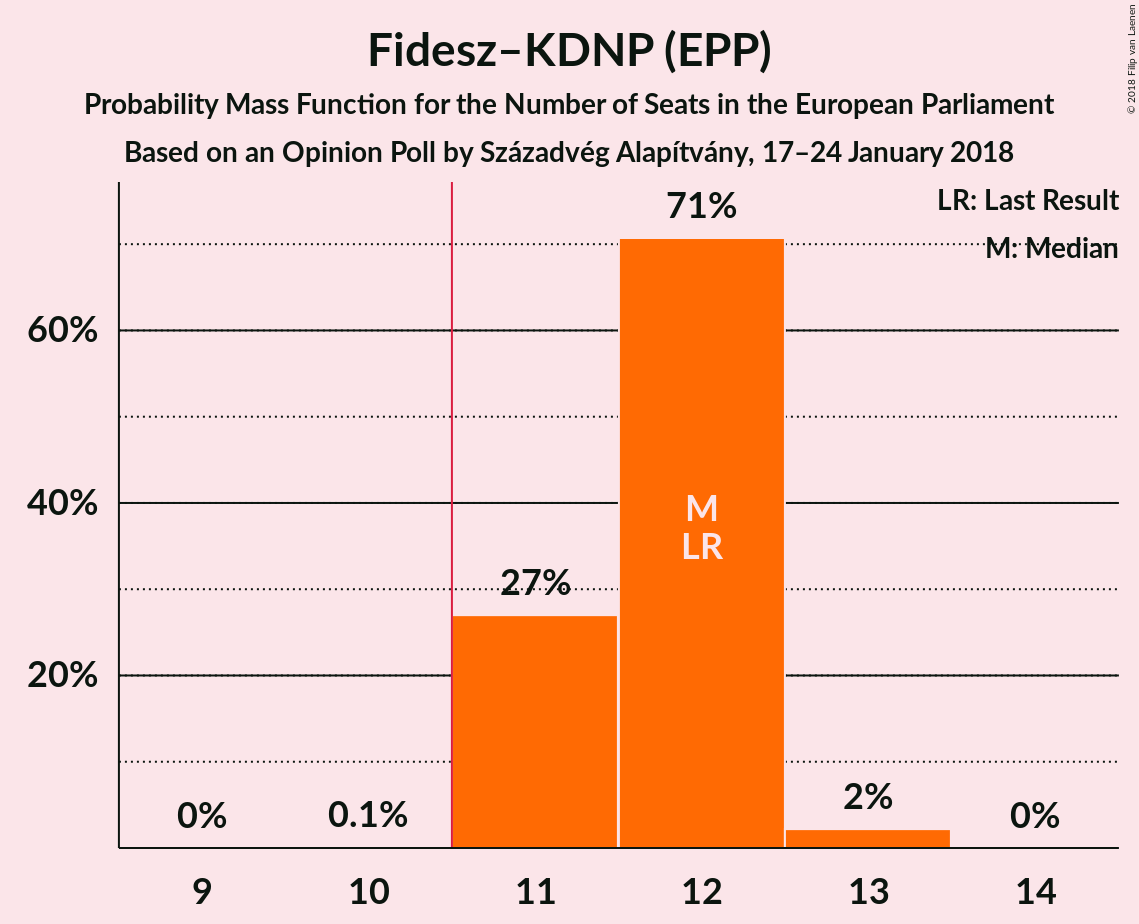 Fidesz–KDNP (EPP)
Probability Mass Function for the Number of Seats in the European Parliament
Based on an Opinion Poll by Századvég Alapítvány, 17–24 January 2018
© 2018 Filip van Laenen
LR: Last Result
M: Median
71%
60%
40%
20%
M
LR
27%
0%
0.1%
2%
0%
9
10
11
12
13
14